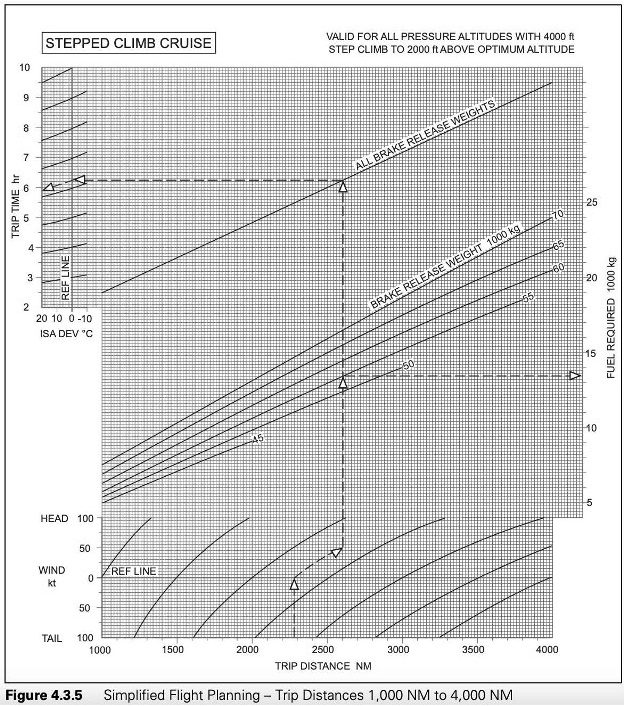 STEPPED CLIMB CRUISE
VALID FOR ALL PRESSURE ALTITUDES WITH 4000 ft
STEP CLIMB TO 2000 ft ABOVE OPTIMUM ALTITUDE
10
9
8
7
6
5
4
3
2
TRIP TIME hr
REF LINE
20 10 0 -10
ISA DEV °C
ALL BRAKE RELEASE WEIGHTS
BRAKE RELEASE WEIGHT 1000 kg
70
65
60
55
50
45
25
20
15
10
5
FUEL REQUIRED 1000 kg
HEAD 100
50
WIND 0
kt
50
TAIL 100
REF LINE
1000 1500 2000 2500 3000 3500 4000
TRIP DISTANCE NM
Figure 4.3.5 Simplified Flight Planning – Trip Distances 1,000 NM to 4,000 NM